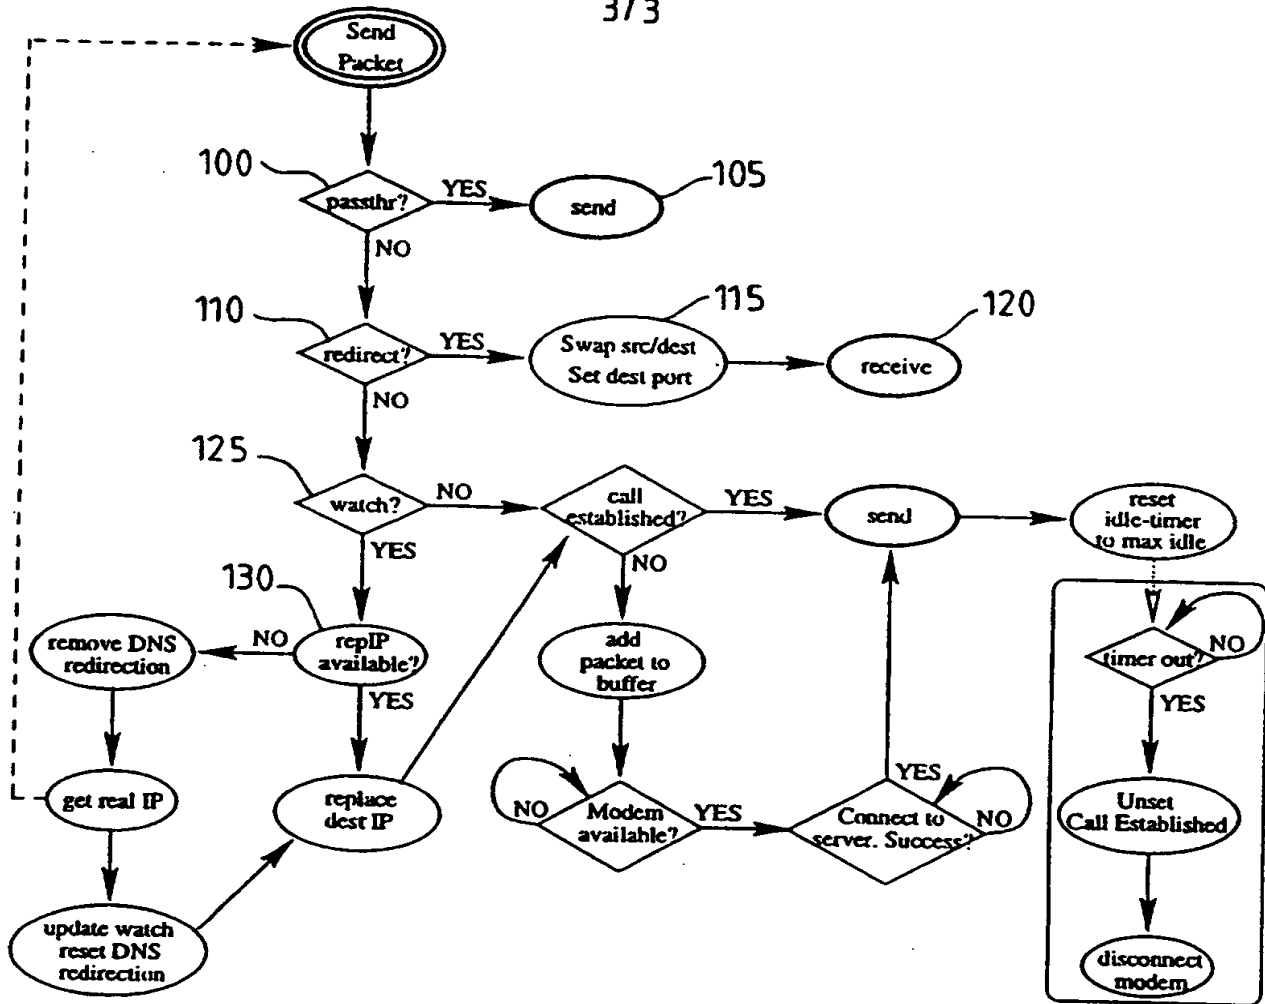 3/3
Send
Packet
100
passthr?
YES
send
105
NO
110
redirect?
YES
Swap src/dest
Set dest port
115
receive
120
NO
125
watch?
NO
call
established?
YES
send
reset
idle-timer
to max idle
YES
NO
130
repIP
available?
NO
remove DNS
redirection
YES
add
packet to
buffer
timer out?
NO
YES
get real IP
replace
dest IP
NO
Modem
available?
YES
Connect to
server. Success?
YES
NO
Unset
Call Established
update watch
reset DNS
redirection
disconnect
modem